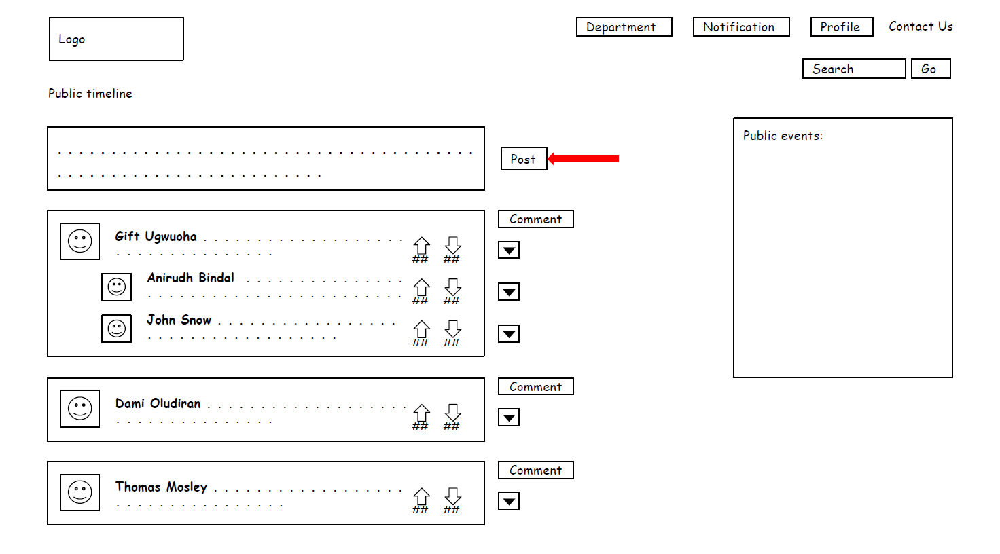 Logo
Department Notification Profile Contact Us
Search Go
Public timeline
Public events:
. . . . . . . . . . . . . . . . . . . . . . . . . . . . . . . . . . . . . . .
Post
. . . . . . . . . . . . . . . . . . . . . . . . .
Comment
Gift Ugwuoha . . . . . . . . . . . . . . . . . . .
. . . . . . . . . . . . . . .
## ##
Anirudh Bindal . . . . . . . . . . . . . . .
. . . . . . . . . . . . . . . . . . . . . . . .
## ##
John Snow . . . . . . . . . . . . . . . . .
. . . . . . . . . . . . . . . . . .
## ##
Comment
Dami Oludiran . . . . . . . . . . . . . . . . . . .
. . . . . . . . . . . . . . .
## ##
Comment
Thomas Mosley . . . . . . . . . . . . . . . . . .
. . . . . . . . . . . . . . . .
## ##